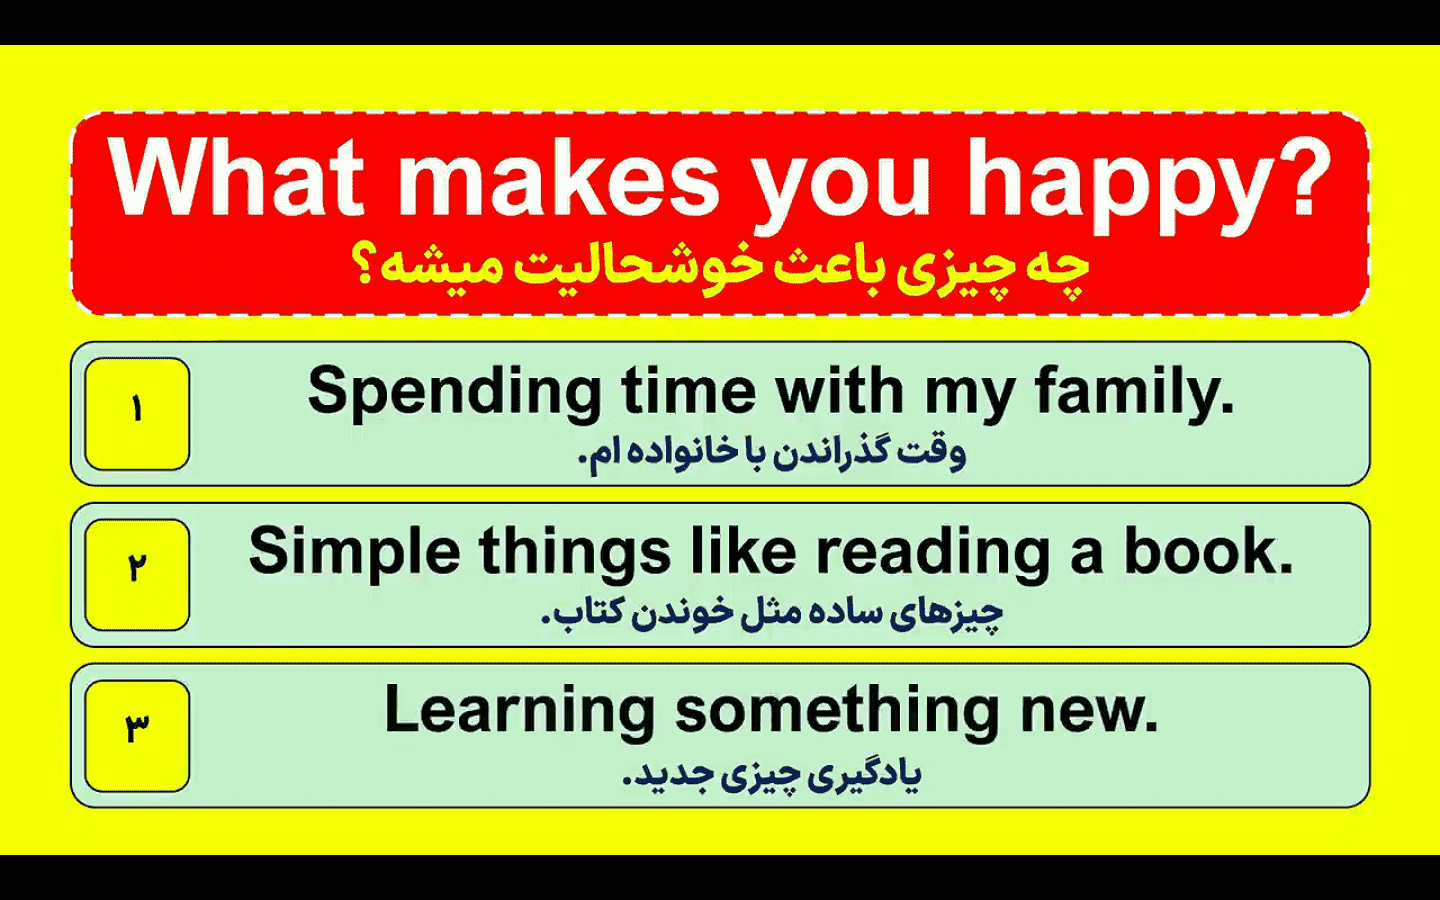 What makes you happy?
چه چیزی باعث خوشحالیت میشه؟
۱
Spending time with my family.
وقت گذراندن با خانواده ام.
۲
Simple things like reading a book.
چیزهای ساده مثل خوندن کتاب.
۳
Learning something new.
یادگیری چیزی جدید.